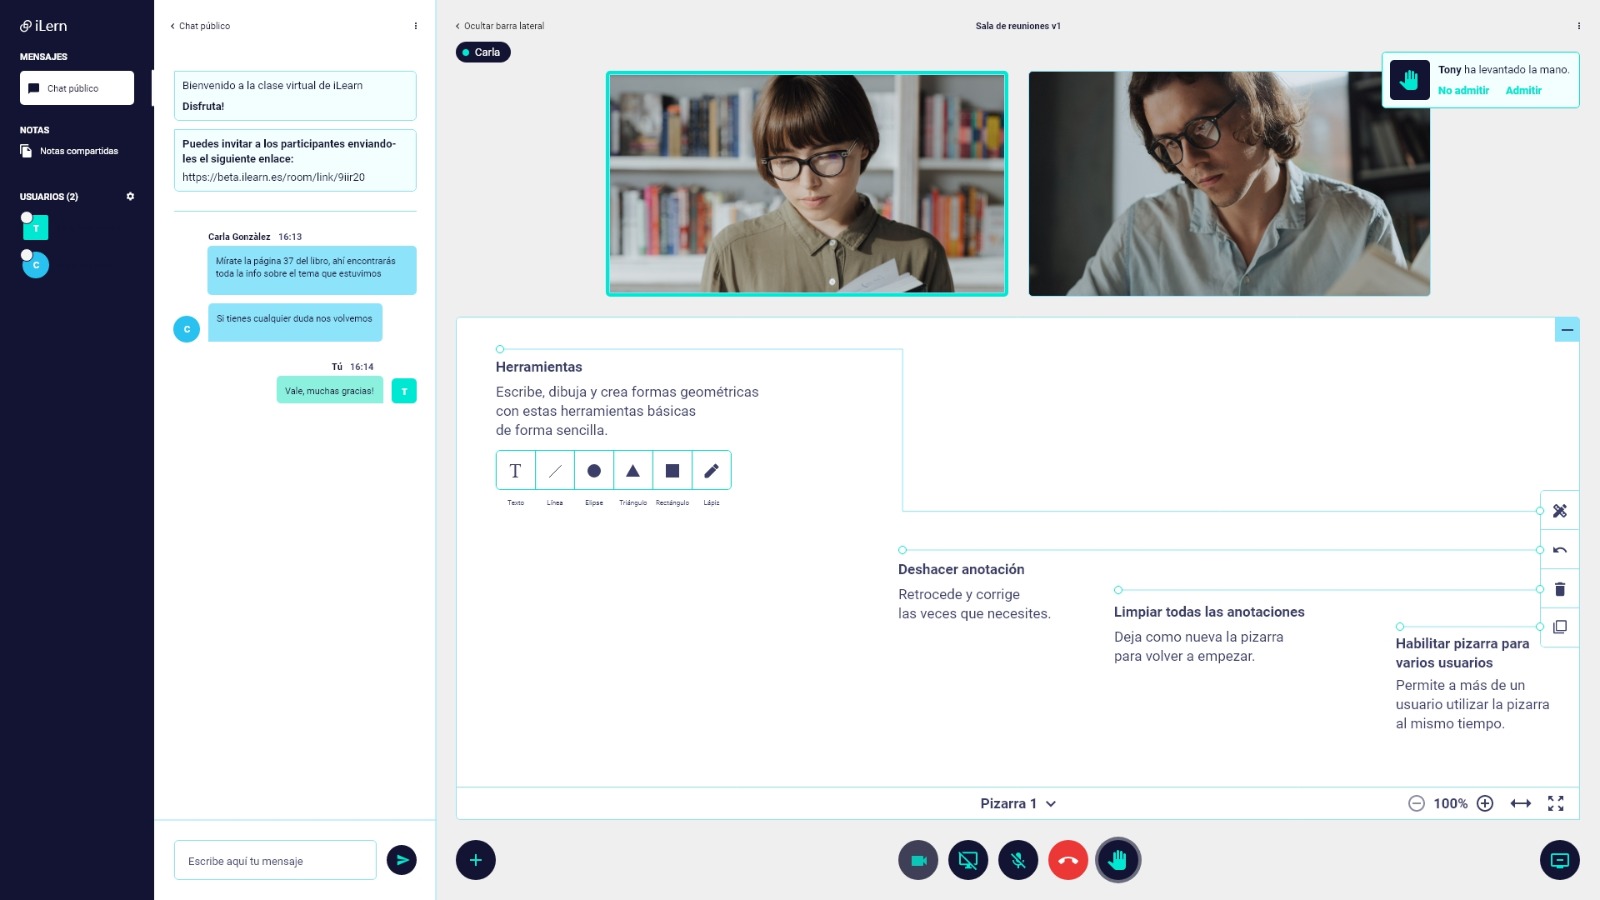 iLern
MENSAJES
Chat público
NOTAS
Notas compartidas
USUARIOS (2)
T
C
Chat público
Bienvenido a la clase virtual de iLearn
Disfruta!
Puedes invitar a los participantes enviando-
les el siguiente enlace:
https://beta.ilearn.es/room/link/9iir20
Carla Gonzàlez 16:13
Mírate la página 37 del libro, ahí encontrarás
toda la info sobre el tema que estuvimos
Si tienes cualquier duda nos volvemos
C
Tú 16:14
Vale, muchas gracias!
T
Escribe aquí tu mensaje
Ocultar barra lateral
Sala de reuniones v1
Carla
Tony ha levantado la mano.
No admitir Admitir
Herramientas
Escribe, dibuja y crea formas geométricas
con estas herramientas básicas
de forma sencilla.
T
Texto Línea Elipse Triángulo Rectángulo Lápiz
Deshacer anotación
Retrocede y corrige
las veces que necesites.
Limpiar todas las anotaciones
Deja como nueva la pizarra
para volver a empezar.
Habilitar pizarra para
varios usuarios
Permite a más de un
usuario utilizar la pizarra
al mismo tiempo.
Pizarra 1
100%